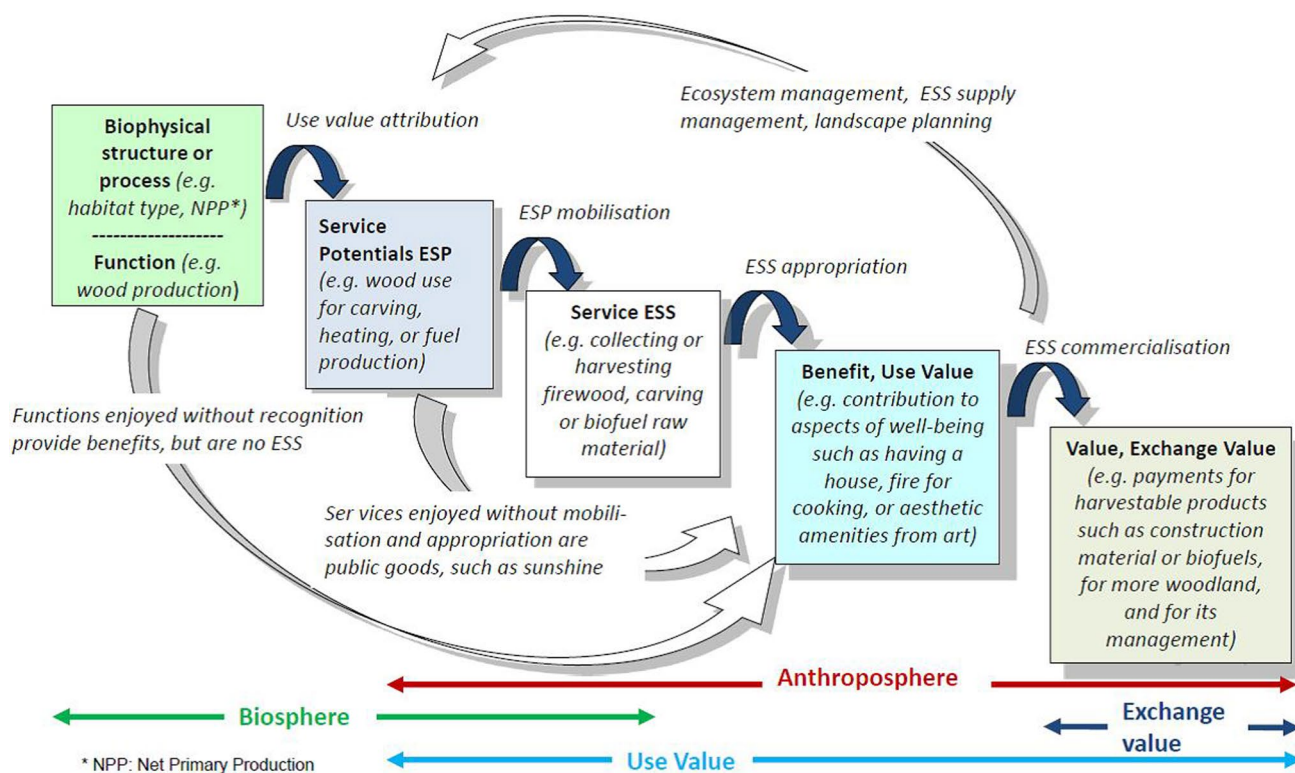 Ecosystem management,  ESS supply
management, landscape planning
Use value attribution
Biophysical
structure or
process (e.g.
habitat type, NPP*)
-------------------
Function (e.g.
wood production)
ESP mobilisation
Service
Potentials ESP
(e.g. wood use
for carving,
heating, or fuel
production)
ESS appropriation
Service ESS
(e.g. collecting or
harvesting
firewood, carving
or biofuel raw
material)
ESS commercialisation
Benefit, Use Value
(e.g. contribution to
aspects of well-being
such as having a
house, fire for
cooking, or aesthetic
amenities from art)
Value, Exchange Value
(e.g. payments for
harvestable products
such as construction
material or biofuels,
for more woodland,
and for its
management)
Functions enjoyed without recognition
provide benefits, but are no ESS
Ser vices enjoyed without mobili-
sation and appropriation are
public goods, such as sunshine
Anthroposphere
Biosphere
Exchange
value
Use Value
* NPP: Net Primary Production